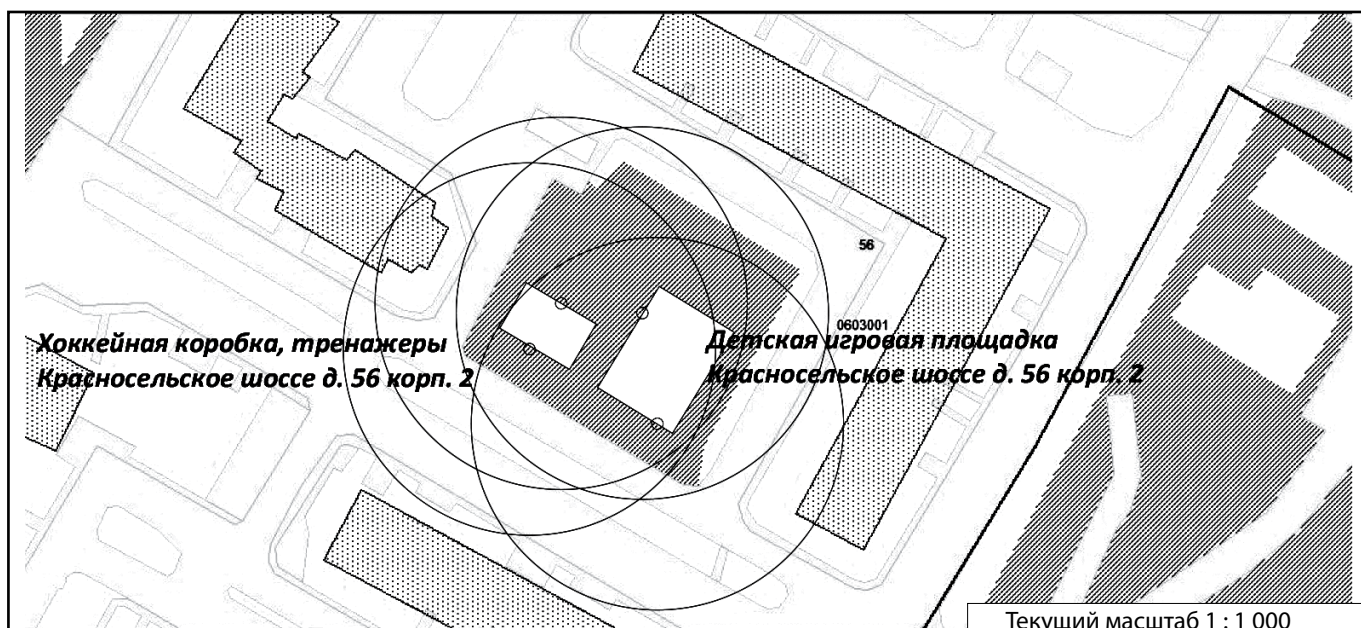 56
0603001
Хоккейная коробка, тренажеры
Красносельское шоссе д. 56 корп. 2
Детская игровая площадка
Красносельское шоссе д. 56 корп. 2
Текущий масштаб 1 : 1 000